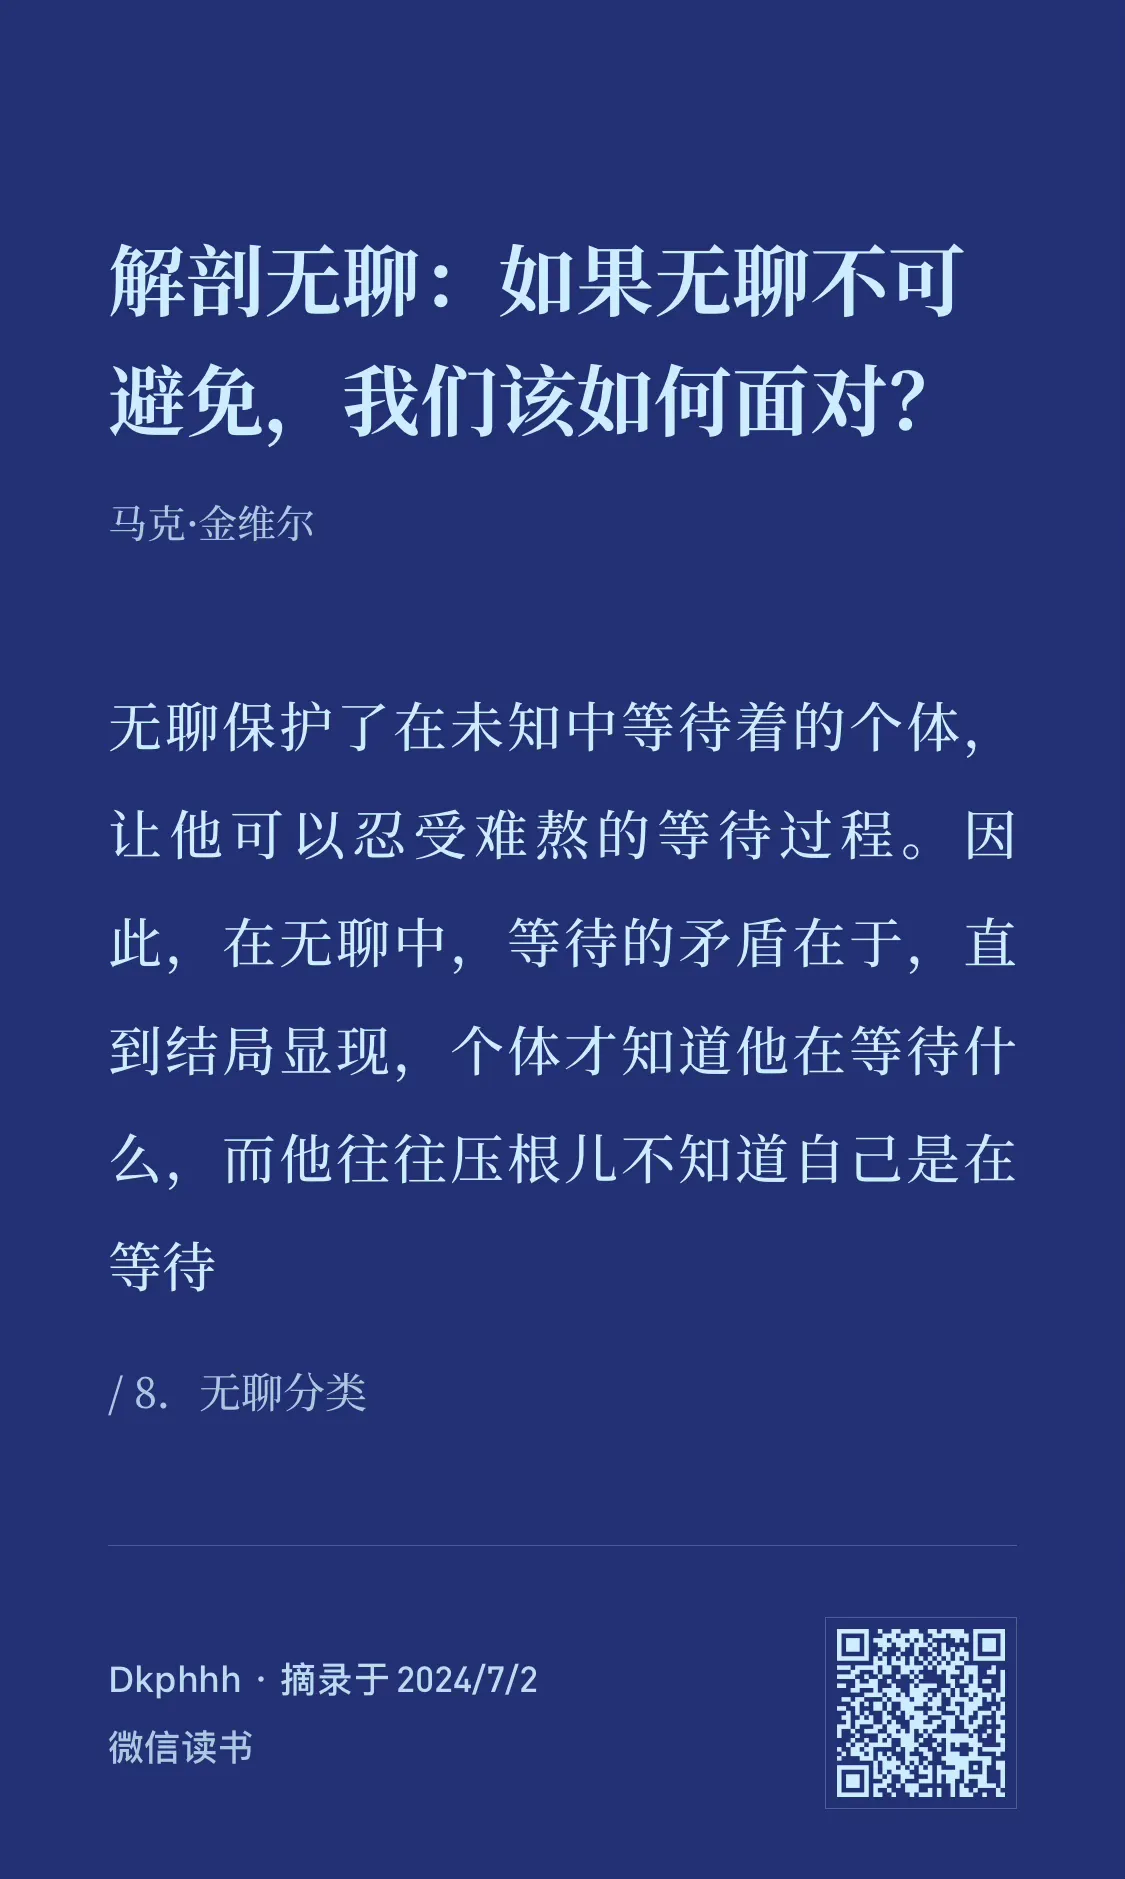 解剖无聊：如果无聊不可
避免，我们该如何面对？
马克·金维尔
无聊保护了在未知中等待着的个体，
让他可以忍受难熬的等待过程。因
此，在无聊中，等待的矛盾在于，直
到结局显现，个体才知道他在等待什
么，而他往往压根儿不知道自己是在
等待
/ 8. 无聊分类
Dkphhh · 摘录于 2024/7/2
微信读书